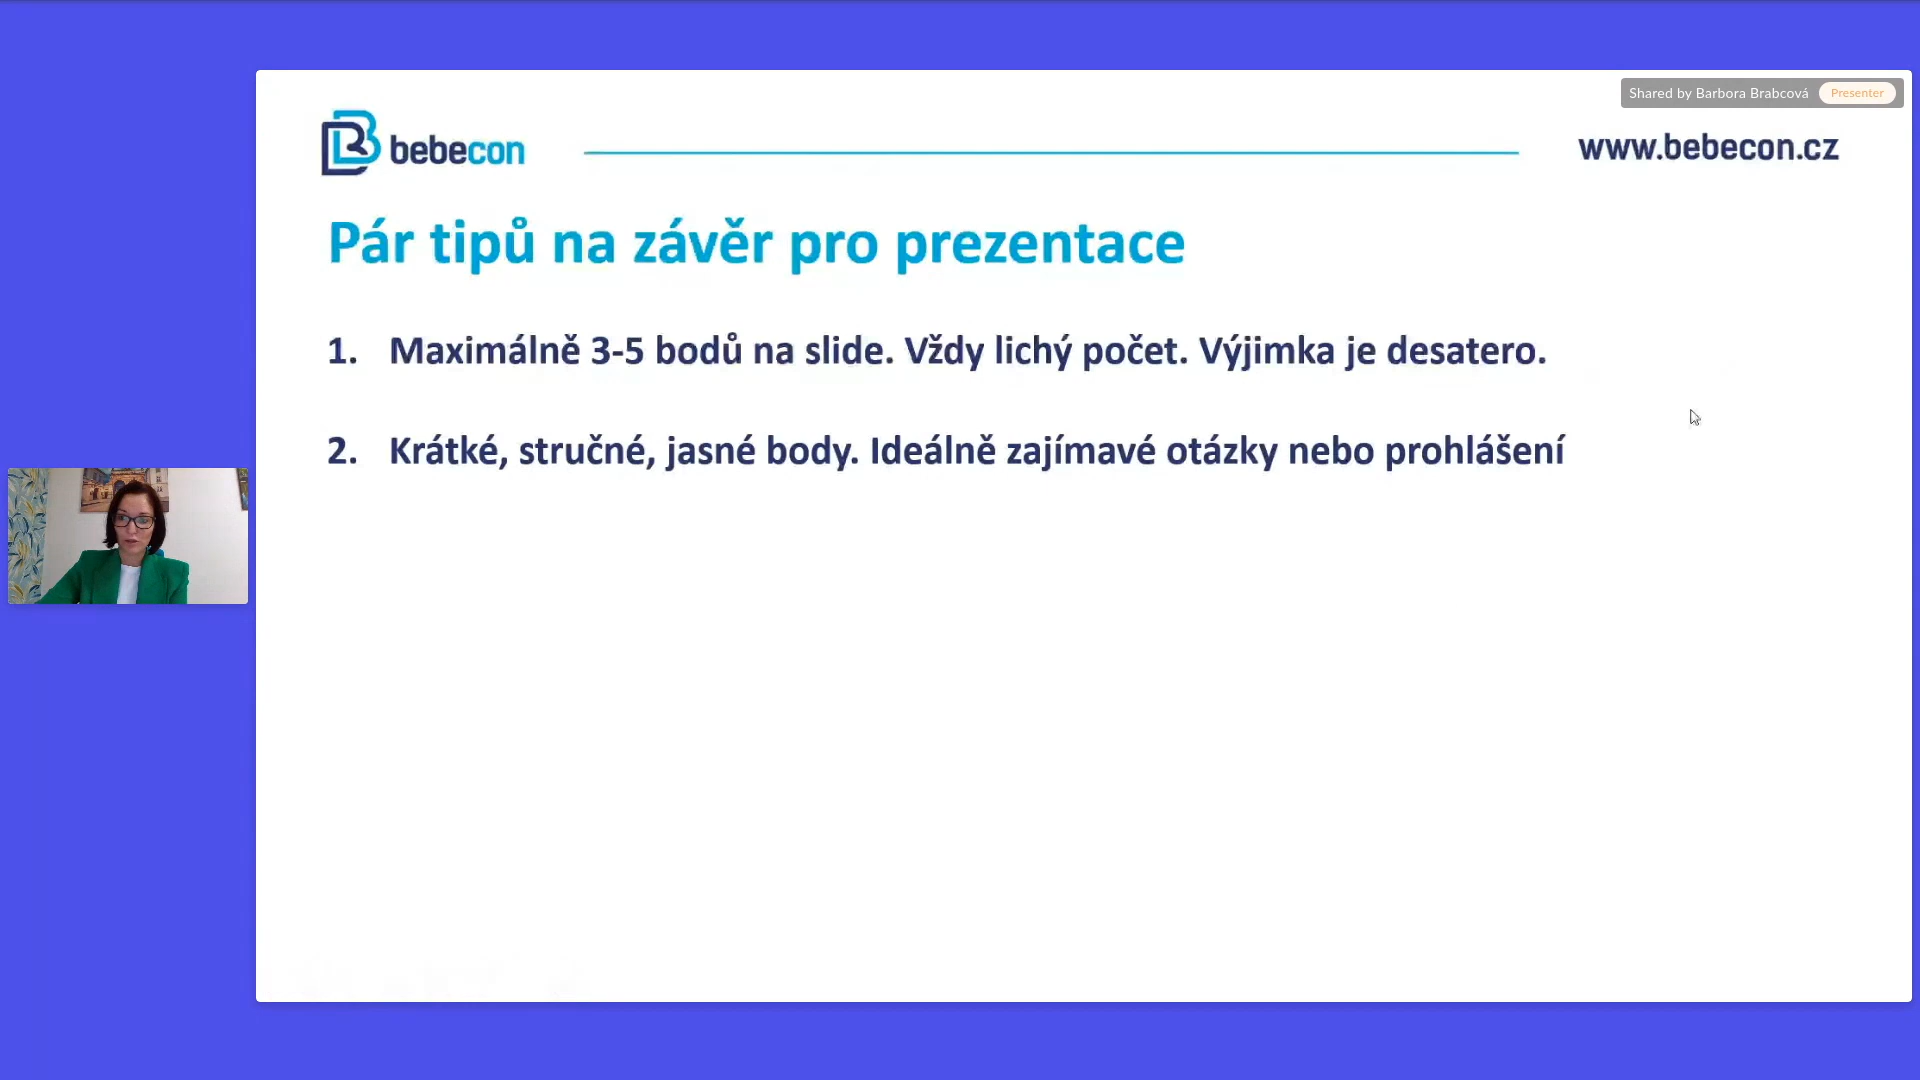 Shared by Barbora Brabcová Presenter
bebecon
www.bebecon.cz
Pár tipů na závěr pro prezentace
1. Maximálně 3-5 bodů na slide. Vždy lichý počet. Výjimka je desatero.
2. Krátké, stručné, jasné body. Ideálně zajímavé otázky nebo prohlášení